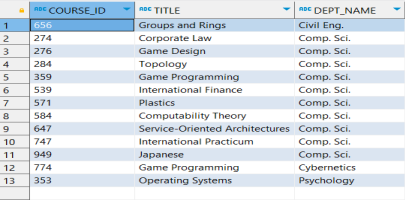 ABC COURSE_ID ABC TITLE ABC DEPT_NAME
1 656 Groups and Rings Civil Eng.
2 274 Corporate Law Comp. Sci.
3 276 Game Design Comp. Sci.
4 284 Topology Comp. Sci.
5 359 Game Programming Comp. Sci.
6 539 International Finance Comp. Sci.
7 571 Plastics Comp. Sci.
8 584 Computability Theory Comp. Sci.
9 647 Service-Oriented Architectures Comp. Sci.
10 747 International Practicum Comp. Sci.
11 949 Japanese Comp. Sci.
12 774 Game Programming Cybernetics
13 353 Operating Systems Psychology